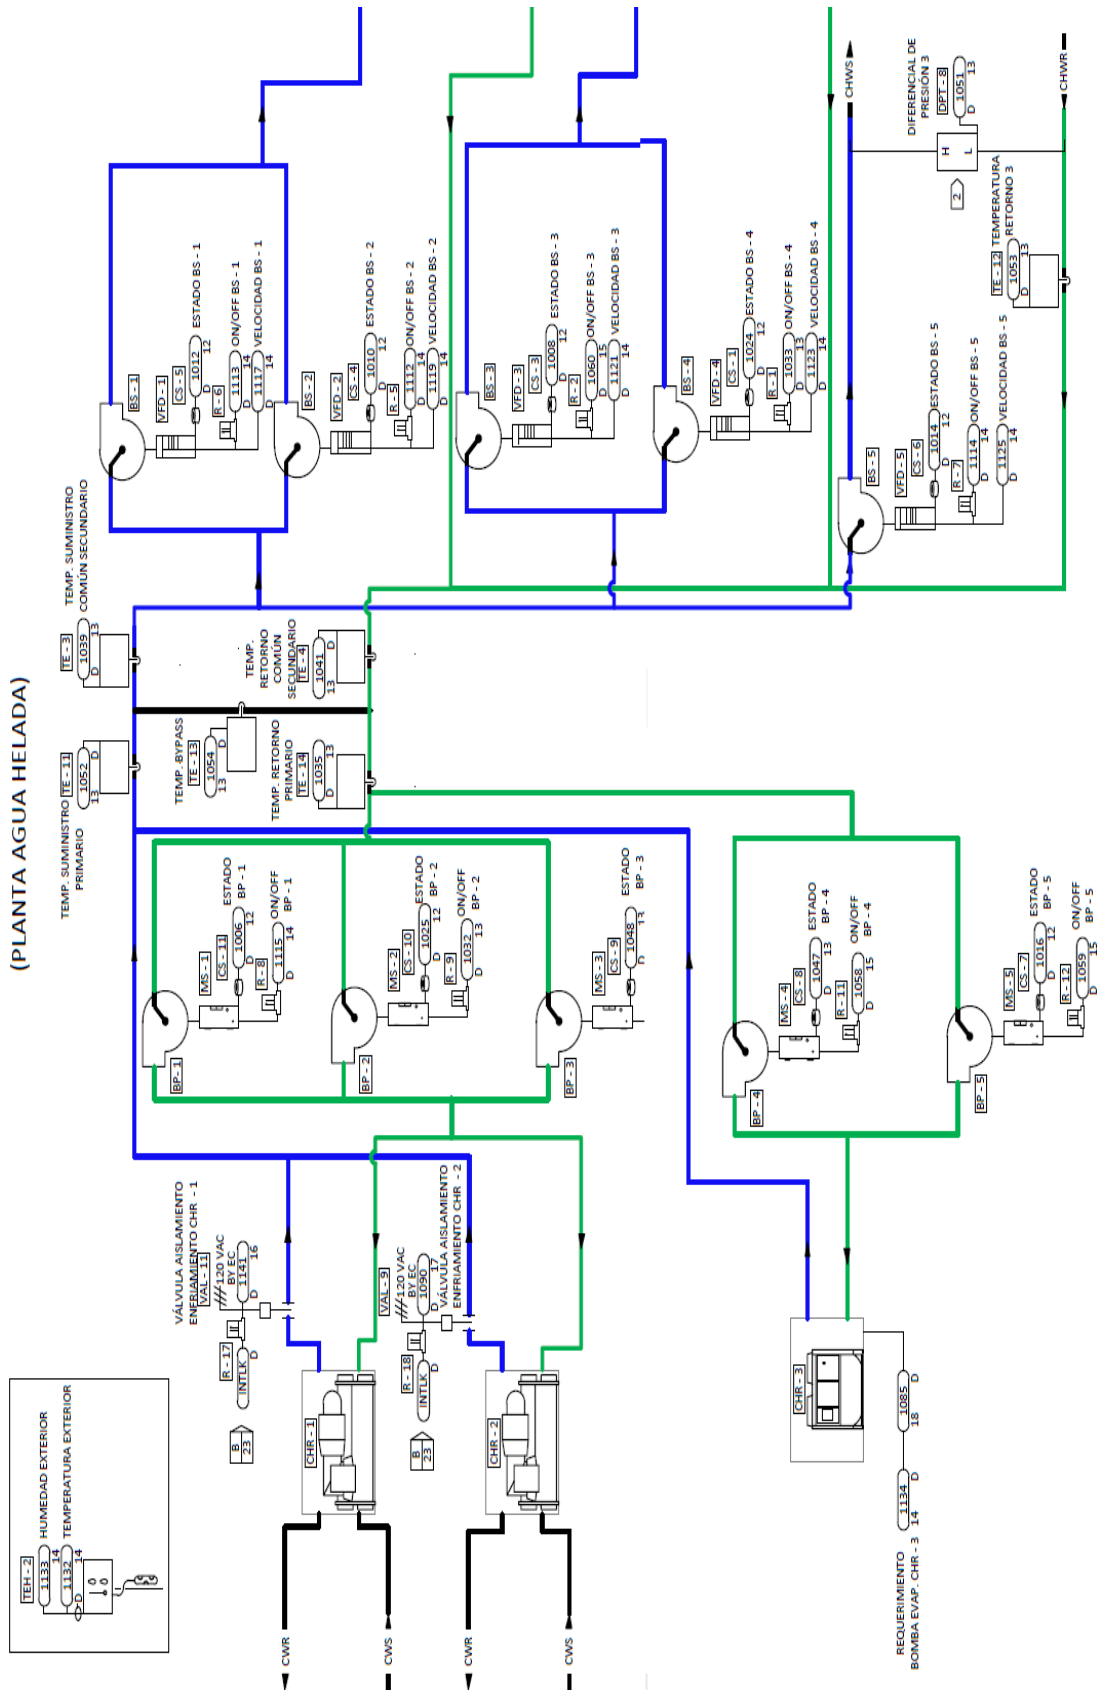 (PLANTA AGUA HELADA)
TEH - 2
1133
14
HUMEDAD EXTERIOR
1132
14
TEMPERATURA EXTERIOR
D
TEMP. SUMINISTRO
PRIMARIO
TE - 11
1052
13
D
TE - 3
1039
D
13
TEMP. SUMINISTRO
COMÚN SECUNDARIO
TEMP. BYPASS
TE - 13
1054
13
D
TEMP. RETORNO
PRIMARIO
TE - 14
1035
D
13
TEMP.
RETORNO
COMÚN
SECUNDARIO
TE - 4
1041
13
D
VÁLVULA AISLAMIENTO
ENFRIAMIENTO CHR - 1
VAL - 11
120 VAC
BY EC
1141
D
16
R - 17
INTLK
D
B
23
CHR - 1
CWR
CWS
VAL - 9
120 VAC
BY EC
1090
D
17
VÁLVULA AISLAMIENTO
ENFRIAMIENTO CHR - 2
R - 18
INTLK
D
B
23
CHR - 2
CWR
CWS
CHR - 3
1085
18
D
1134
14
D
REQUERIMIENTO
BOMBA EVAP. CHR - 3
BP - 1
MS - 1
CS - 11
1006
D
12
ESTADO
BP - 1
R - 8
1115
D
14
ON/OFF
BP - 1
BP - 2
MS - 2
CS - 10
1025
D
12
ESTADO
BP - 2
R - 9
1032
D
13
ON/OFF
BP - 2
BP - 3
MS - 3
CS - 9
1048
D
13
ESTADO
BP - 3
BP - 4
MS - 4
CS - 8
1047
D
13
ESTADO
BP - 4
R - 11
1058
D
15
ON/OFF
BP - 4
BP - 5
MS - 5
CS - 7
1016
D
12
ESTADO
BP - 5
R - 12
1059
D
15
ON/OFF
BP - 5
BS - 1
VFD - 1
CS - 5
1012
D
12
ESTADO BS - 1
R - 6
1113
D
14
ON/OFF BS - 1
1117
D
14
VELOCIDAD BS - 1
BS - 2
VFD - 2
CS - 4
1010
D
12
ESTADO BS - 2
R - 5
1112
D
14
ON/OFF BS - 2
1119
D
14
VELOCIDAD BS - 2
BS - 3
VFD - 3
CS - 3
1008
D
12
ESTADO BS - 3
R - 2
1060
D
15
ON/OFF BS - 3
1121
D
14
VELOCIDAD BS - 3
BS - 4
VFD - 4
CS - 1
1024
D
12
ESTADO BS - 4
R - 1
1033
D
13
ON/OFF BS - 4
1123
D
14
VELOCIDAD BS - 4
BS - 5
VFD - 5
CS - 6
1014
D
12
ESTADO BS - 5
R - 7
1114
D
14
ON/OFF BS - 5
1125
D
14
VELOCIDAD BS - 5
CHWS
DIFERENCIAL DE
PRESIÓN 3
DPT - 8
1051
D
13
H
L
2
TE - 12
TEMPERATURA
RETORNO 3
1053
D
13
CHWR